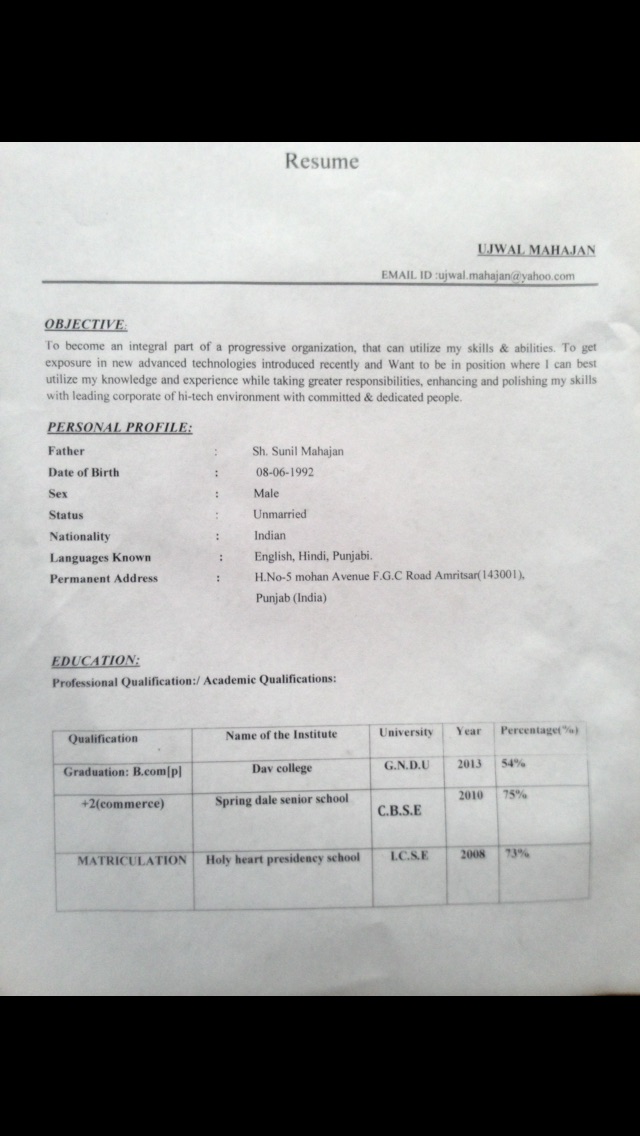 Resume
UJWAL MAHAJAN
EMAIL ID :ujwal.mahajan@yahoo.com
OBJECTIVE:
To become an integral part of a progressive organization, that can utilize my skills & abilities. To get
exposure in new advanced technologies introduced recently and Want to be in position where I can best
utilize my knowledge and experience while taking greater responsibilities, enhancing and polishing my skills
with leading corporate of hi-tech environment with committed & dedicated people.
PERSONAL PROFILE:
Father : Sh. Sunil Mahajan
Date of Birth : 08-06-1992
Sex : Male
Status : Unmarried
Nationality : Indian
Languages Known : English, Hindi, Punjabi.
Permanent Address : H.No-5 mohan Avenue F.G.C Road Amritsar(143001),
Punjab (India)
EDUCATION:
Professional Qualification:/ Academic Qualifications:
Qualification Name of the Institute University Year Percentage(%)
Graduation: B.com[p] Dav college G.N.D.U 2013 54%
+2(commerce) Spring dale senior school C.B.S.E 2010 75%
MATRICULATION Holy heart presidency school I.C.S.E 2008 73%